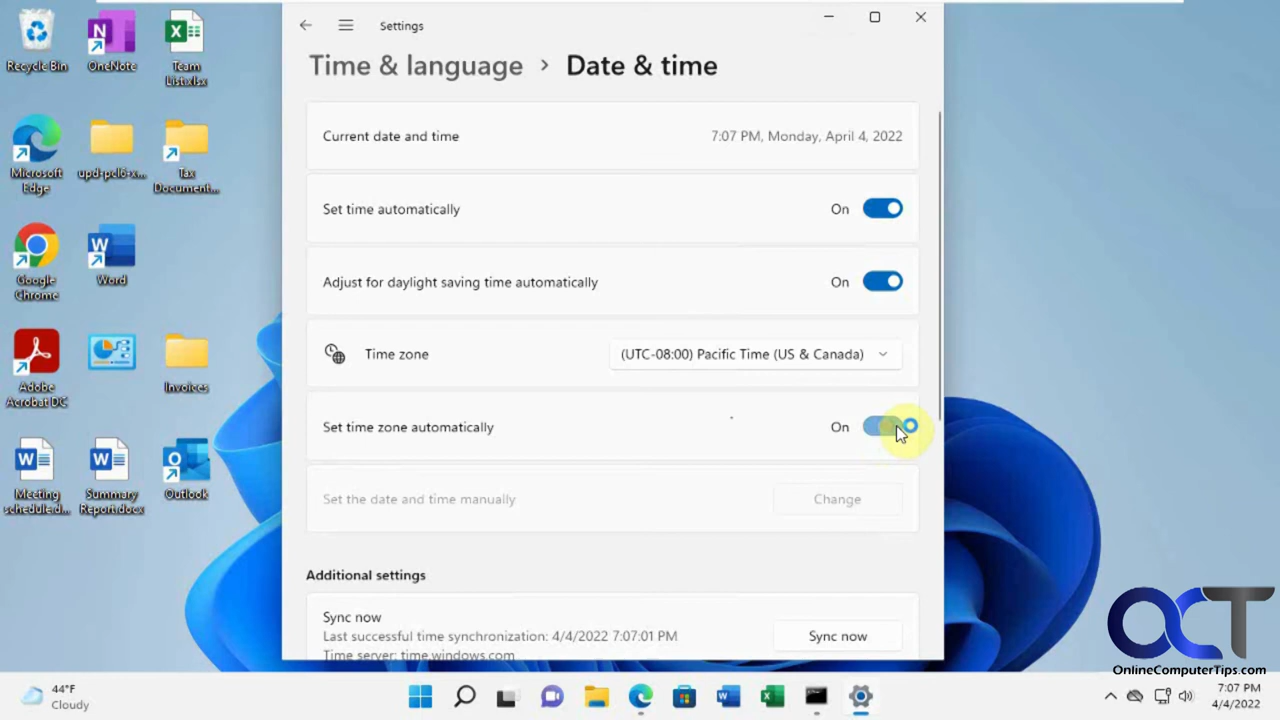 Settings
Time & language > Date & time
Current date and time
7:07 PM, Monday, April 4, 2022
Set time automatically
On
Adjust for daylight saving time automatically
On
Time zone
(UTC-08:00) Pacific Time (US & Canada)
Set time zone automatically
On
Set the date and time manually
Change
Additional settings
Sync now
Last successful time synchronization: 4/4/2022 7:07:01 PM
Time server: time.windows.com
Sync now
Recycle Bin
OneNote
Team
List.xlsx
Microsoft
Edge
upd-pcl6-x...
Tax
Document...
Google
Chrome
Word
Adobe
Acrobat DC
Invoices
Meeting
schedule.d...
Summary
Report.docx
Outlook
OCT
OnlineComputerTips.com
44°F
Cloudy
7:07 PM
4/4/2022